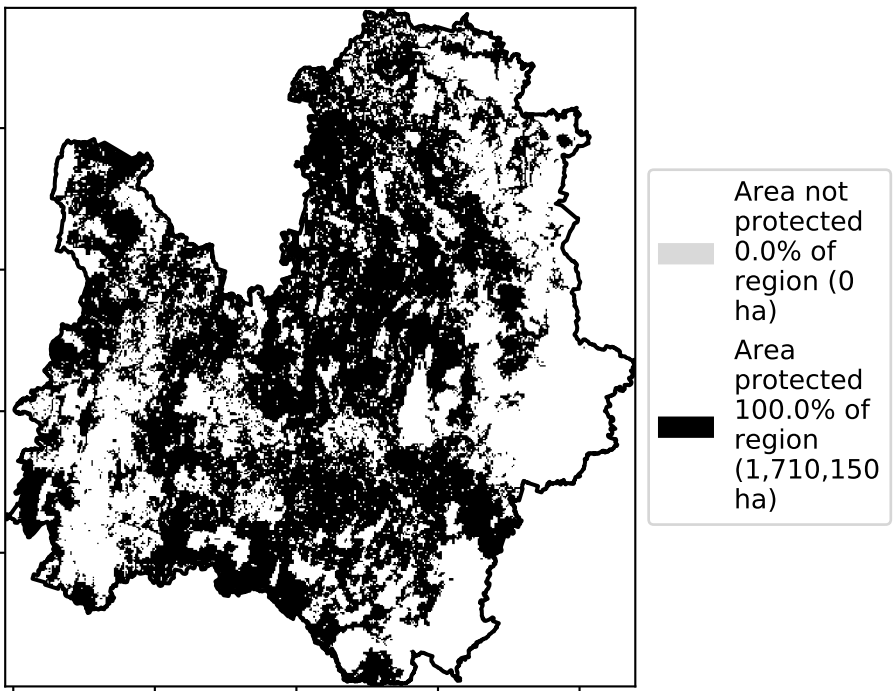 Area not
protected
0.0% of
region (0
ha)
Area
protected
100.0% of
region
(1,710,150
ha)